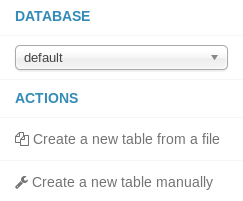 DATABASE
default
ACTIONS
Create a new table from a file
Create a new table manually